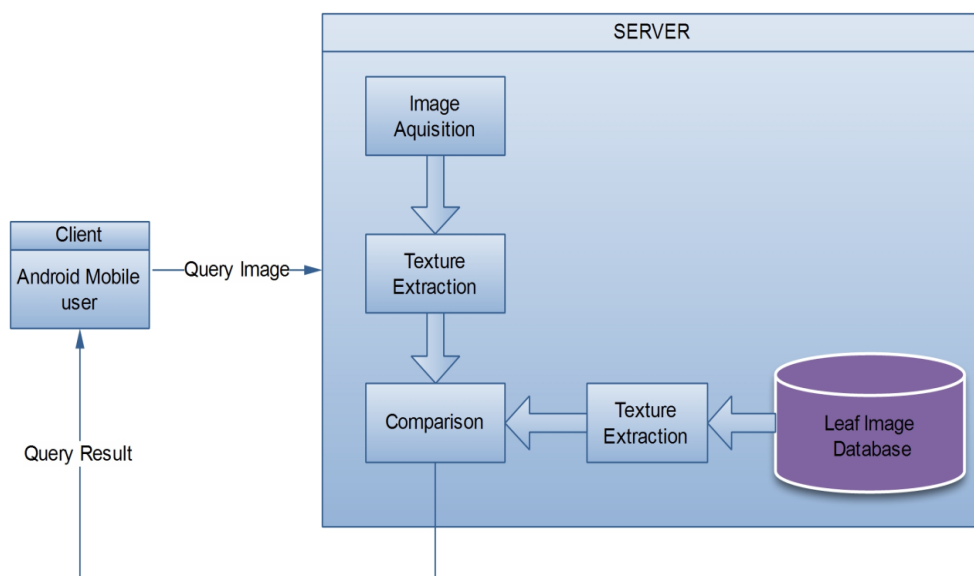 SERVER
Image
Aquisition
Client
Android Mobile
user
Query Image
Texture
Extraction
Comparison
Texture
Extraction
Leaf Image
Database
Query Result